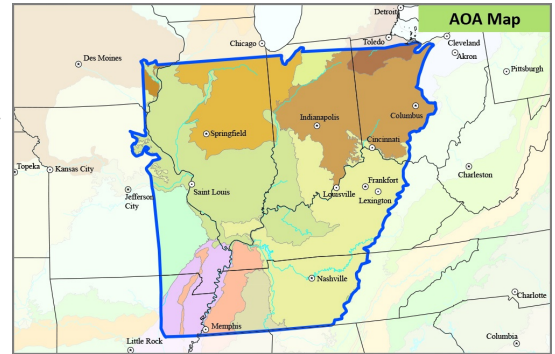 AOA Map
Detroit
Chicago
Toledo
Cleveland
Akron
Des Moines
Pittsburgh
Indianapolis
Columbus
Springfield
Cincinnati
Topeka
Kansas City
Charleston
Saint Louis
Jefferson
City
Louisville
Frankfort
Lexington
Nashville
Charlotte
Memphis
Little Rock
Columbia